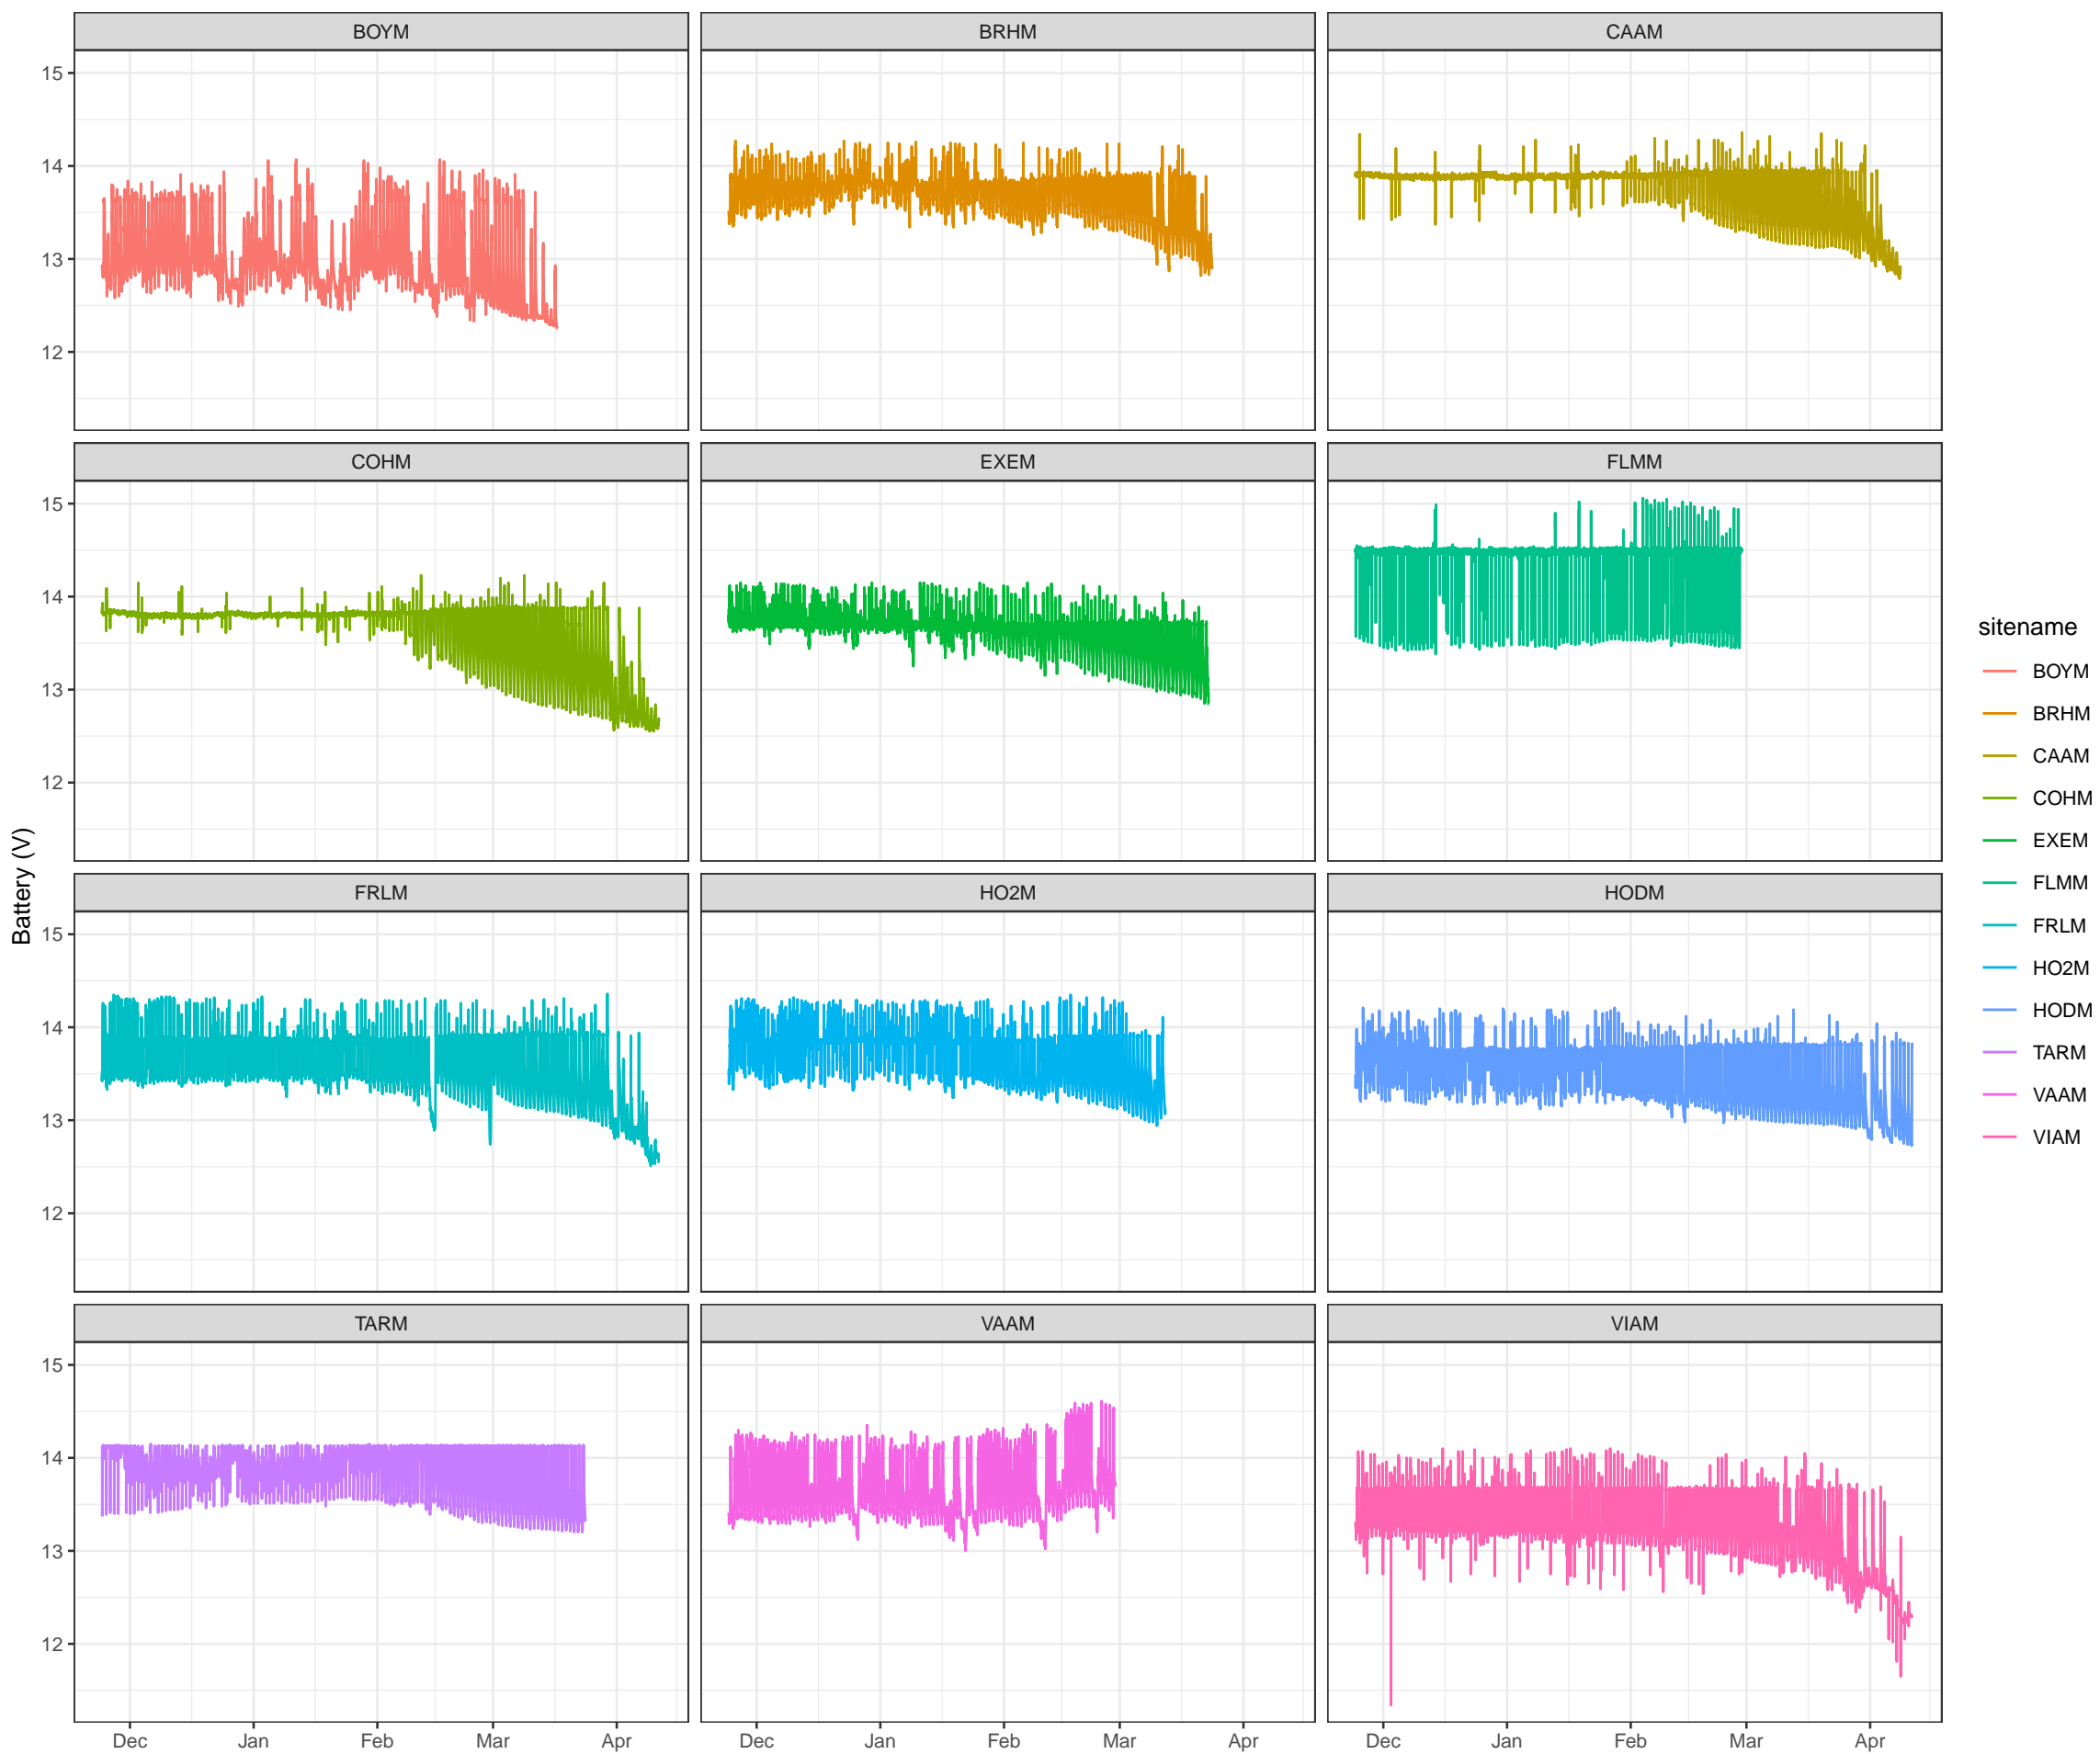 BOYM BRHM CAAM
15
14
13
12
COHM EXEM FLMM
15
14
13
12
Battery (V)
FRLM HO2M HODM
15
14
13
12
TARM VAAM VIAM
15
14
13
12
Dec Jan Feb Mar Apr Dec Jan Feb Mar Apr Dec Jan Feb Mar Apr
sitename
BOYM
BRHM
CAAM
COHM
EXEM
FLMM
FRLM
HO2M
HODM
TARM
VAAM
VIAM